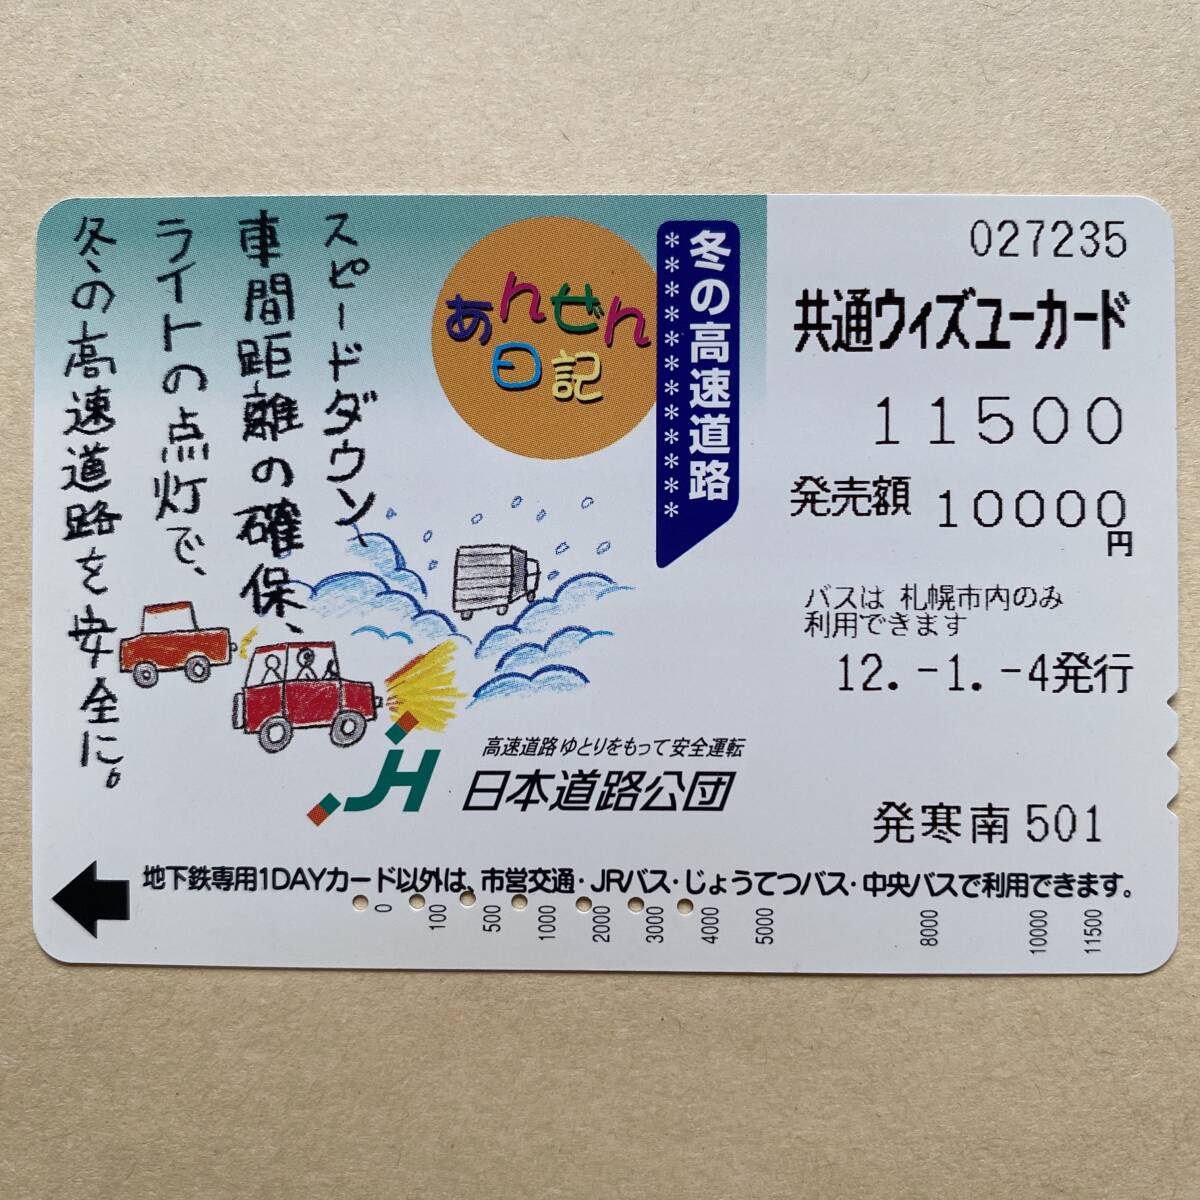 スピードダウン、
車間距離の確保、
ライトの点灯で、
冬の高速道路を安全に。
あんぜん
日記
冬の高速道路
*************
JH
高速道路 ゆとりをもって 安全運転
日本道路公団
027235
共通ウィズユーカード
11500
発売額 10000円
バスは 札幌市内のみ
利用できます
12.-1.-4発行
発寒南 501
地下鉄専用1DAYカード以外は、市営交通・JRバス・じょうてつバス・中央バスで利用できます。
0 100 500 1000 2000 3000 4000 5000 8000 10000 11500